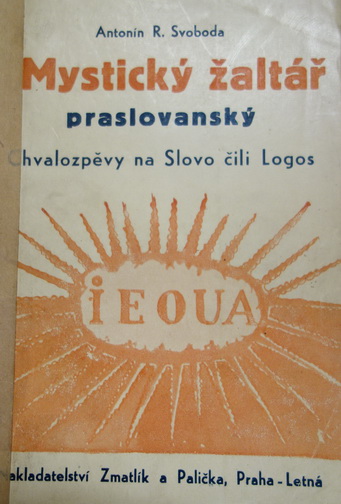 Antonín R. Svoboda
Mystický žaltář
praslovanský
Chvalozpěvy na Slovo čili Logos
iEOUA
akladatelství Zmatlík a Palička, Praha-Letná